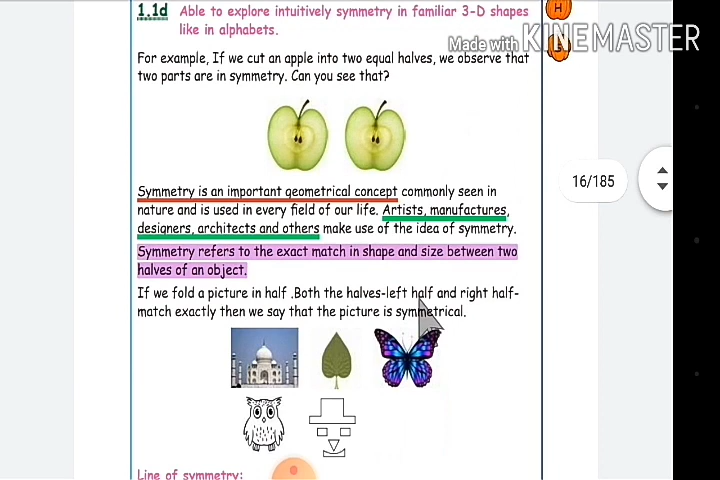 1.1d Able to explore intuitively symmetry in familiar 3-D shapes
like in alphabets.
H
Made with KINEMASTER
For example, If we cut an apple into two equal halves, we observe that
two parts are in symmetry. Can you see that?
Symmetry is an important geometrical concept commonly seen in
nature and is used in every field of our life. Artists, manufactures,
designers, architects and others make use of the idea of symmetry.
Symmetry refers to the exact match in shape and size between two
halves of an object.
16/185
If we fold a picture in half .Both the halves-left half and right half-
match exactly then we say that the picture is symmetrical.
Line of symmetry: